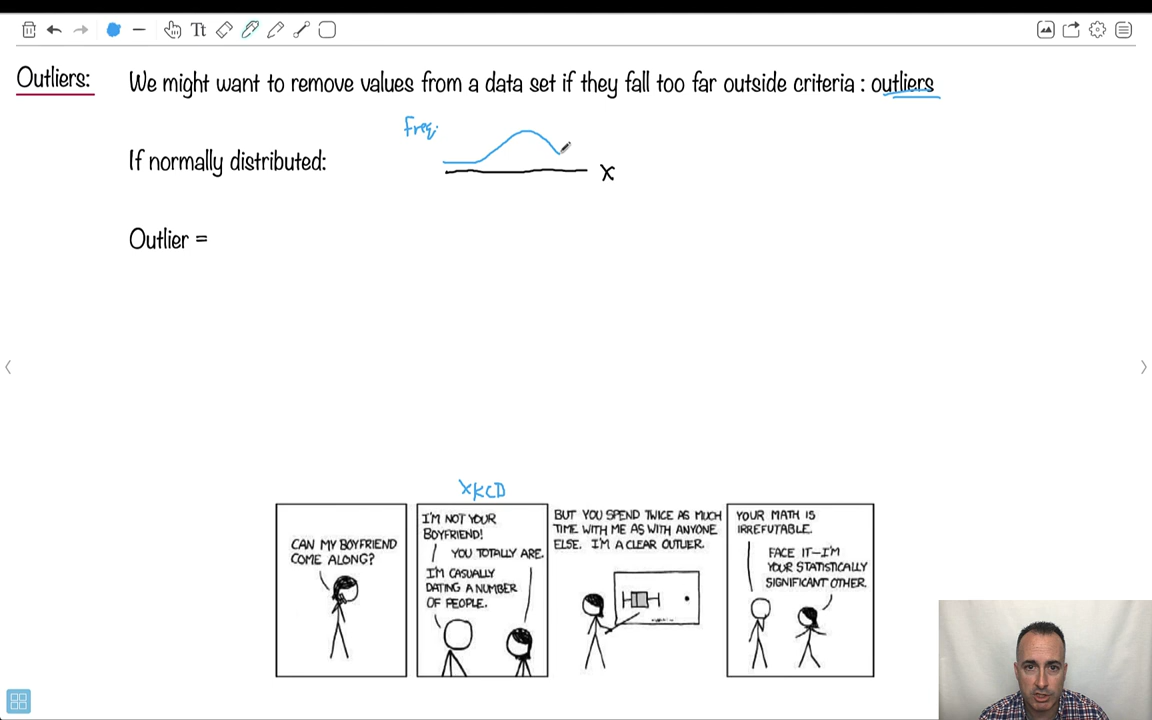 Tt
Outliers: We might want to remove values from a data set if they fall too far outside criteria : outliers
Freq.
If normally distributed:
x
Outlier =
XKCD
CAN MY BOYFRIEND
COME ALONG?
I'M NOT YOUR
BOYFRIEND!
YOU TOTALLY ARE.
I'M CASUALLY
DATING A NUMBER
OF PEOPLE.
BUT YOU SPEND TWICE AS MUCH
TIME WITH ME AS WITH ANYONE
ELSE. I'M A CLEAR OUTLIER.
YOUR MATH IS
IRREFUTABLE.
FACE IT—I'M
YOUR STATISTICALLY
SIGNIFICANT OTHER.